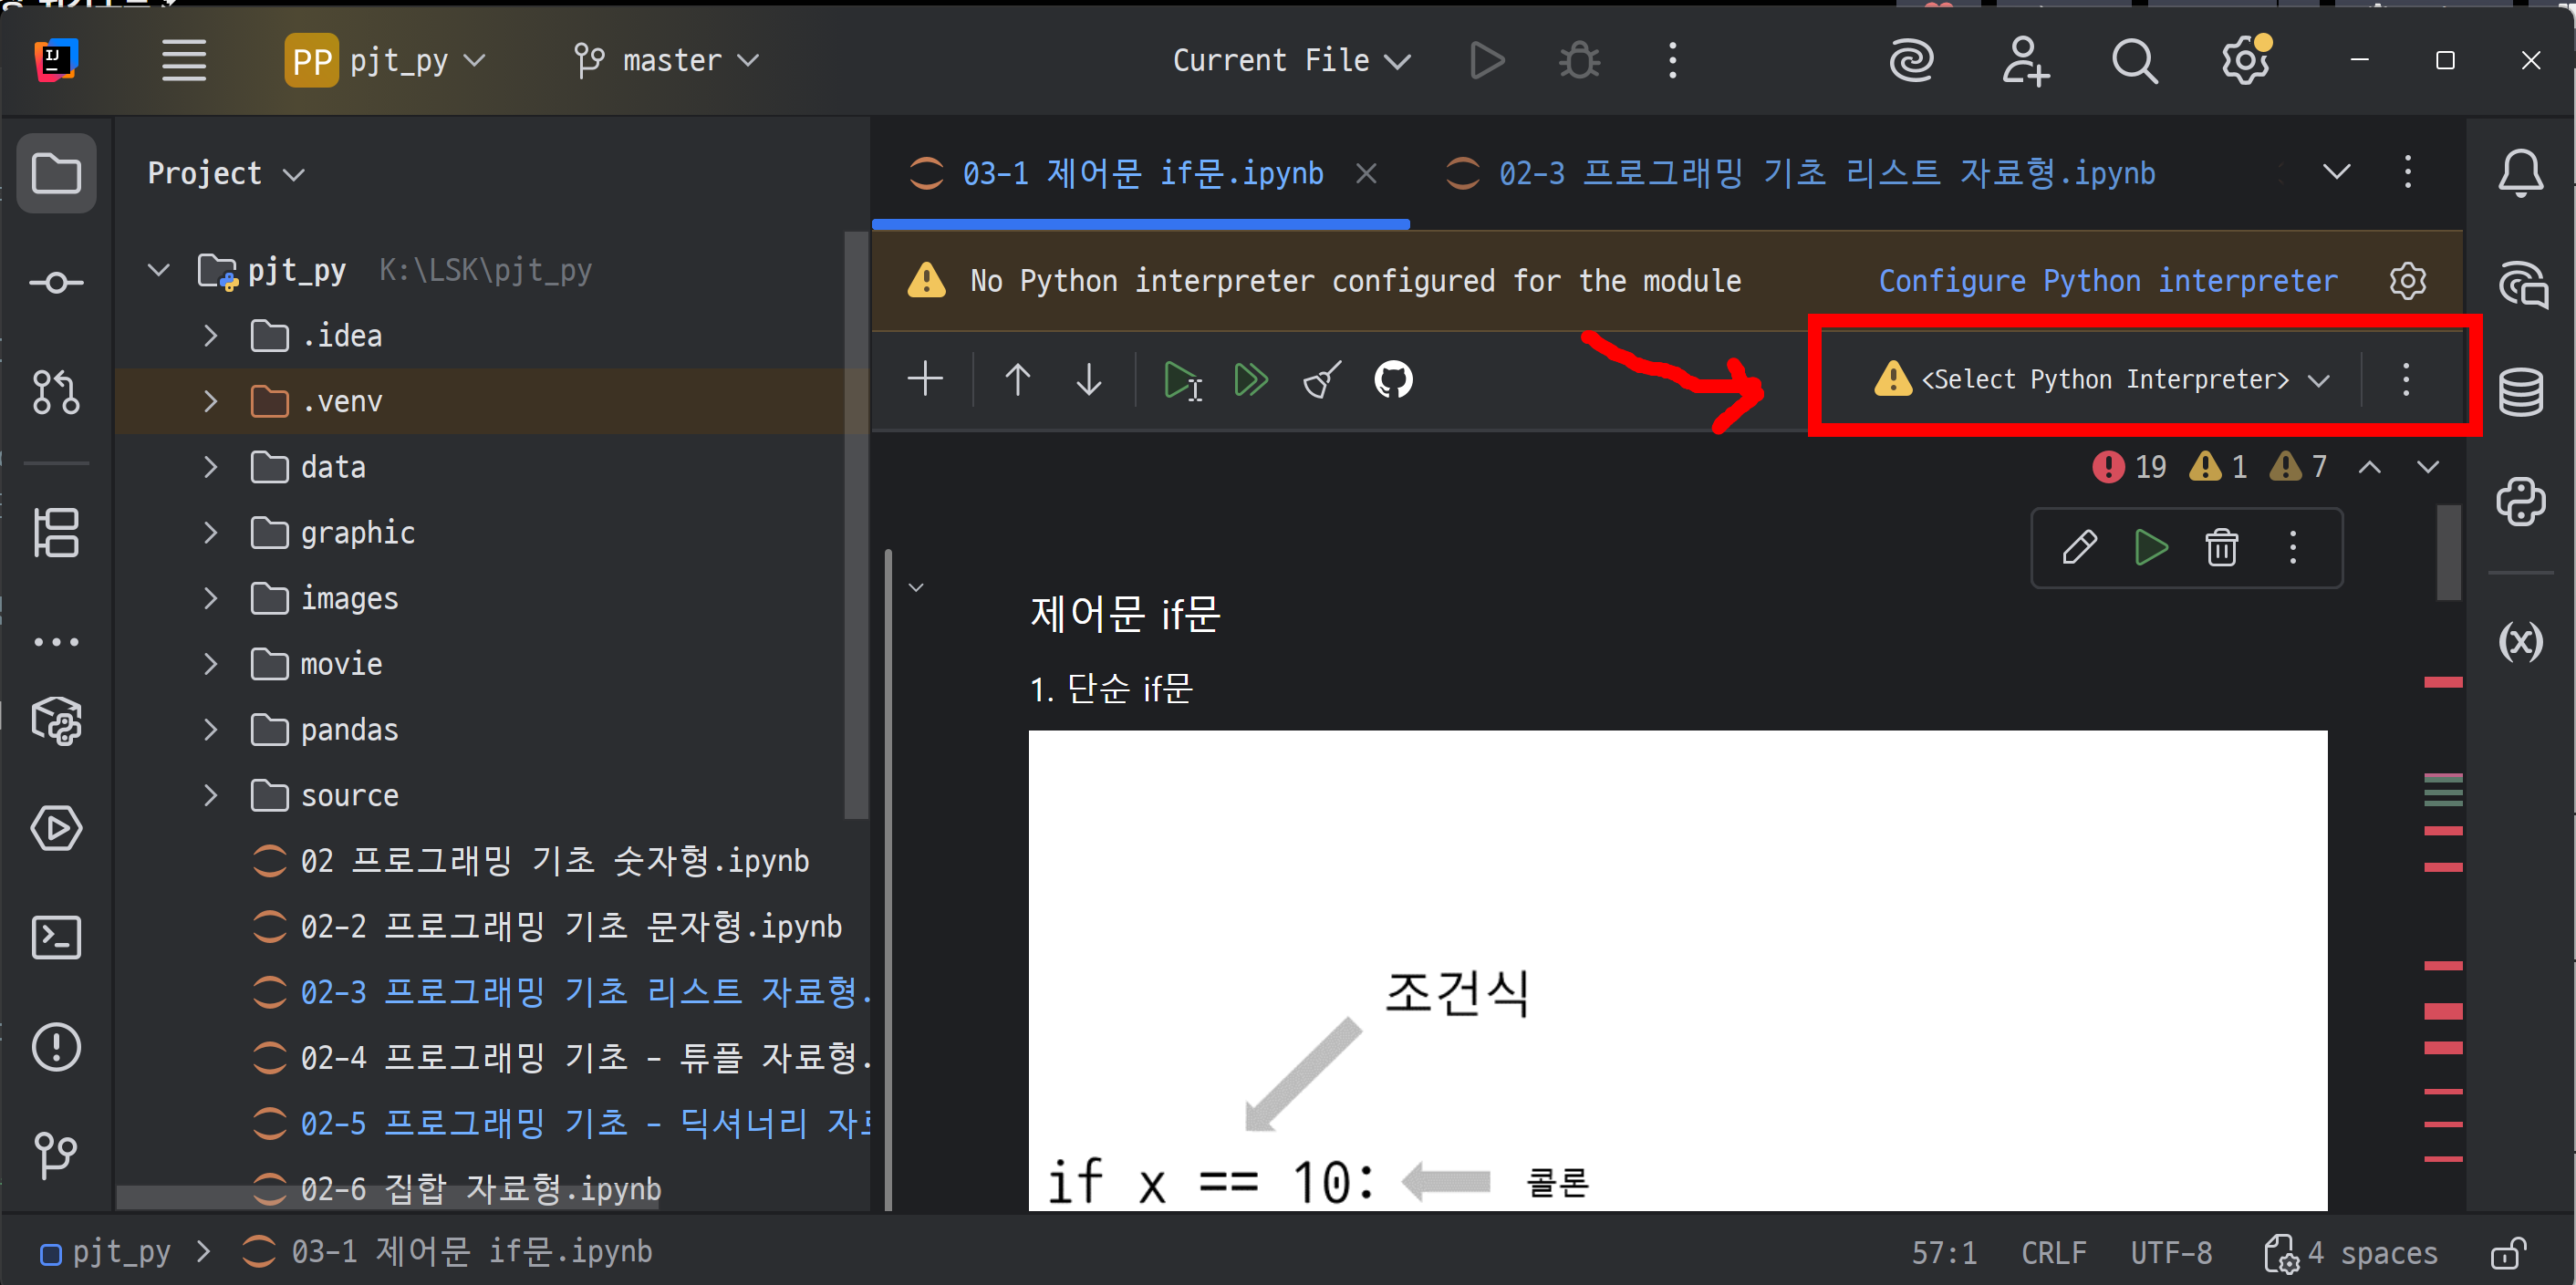 IJ
PP pjt_py
master
Current File
Project
03-1 제어문 if문.ipynb
02-3 프로그래밍 기초 리스트 자료형.ipynb
pjt_py K:\LSK\pjt_py
No Python interpreter configured for the module
Configure Python interpreter
.idea
<Select Python Interpreter>
.venv
data
19 1 7
graphic
images
제어문 if문
movie
1. 단순 if문
pandas
source
02 프로그래밍 기초 숫자형.ipynb
02-2 프로그래밍 기초 문자형.ipynb
02-3 프로그래밍 기초 리스트 자료형.
조건식
02-4 프로그래밍 기초 - 튜플 자료형.
02-5 프로그래밍 기초 - 딕셔너리
02-6 집합 자료형.ipynb
if x == 10:
콜론
pjt_py > 03-1 제어문 if문.ipynb
57:1 CRLF UTF-8 4 spaces